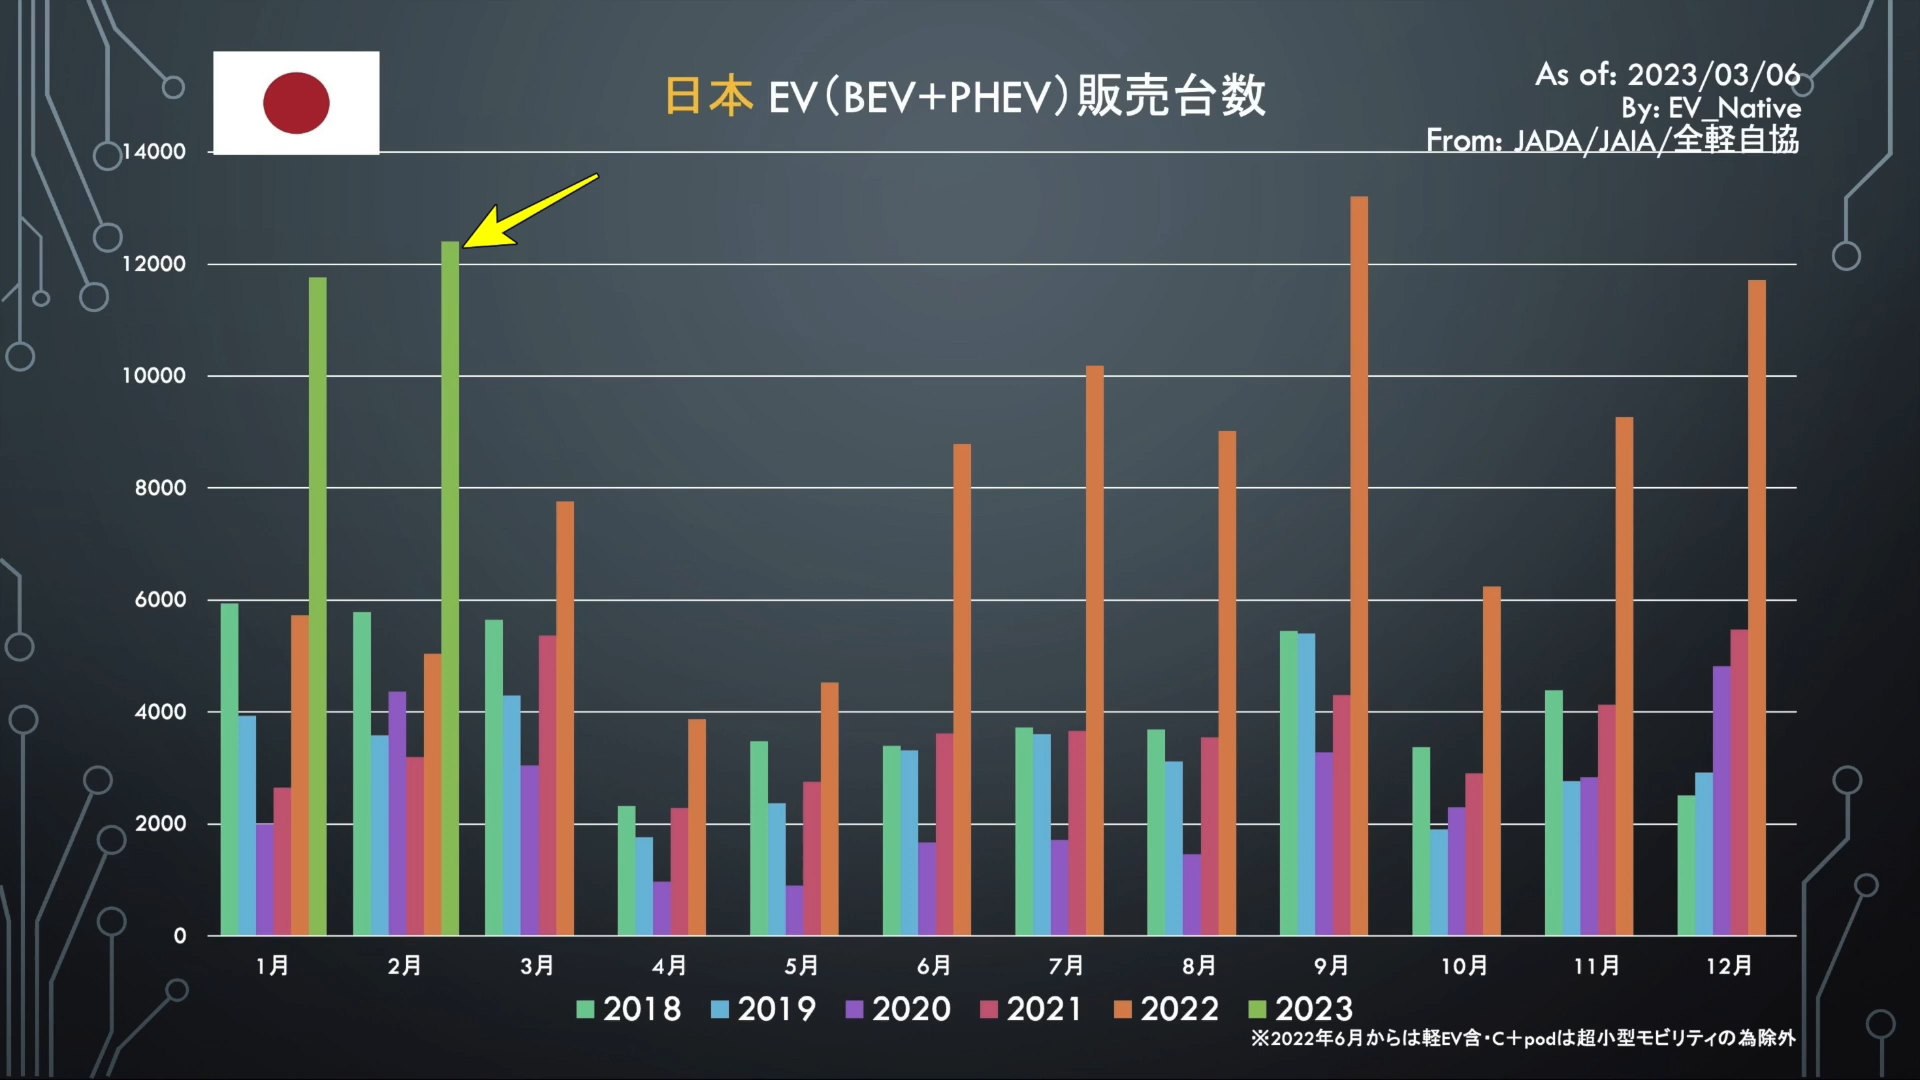 日本 EV(BEV+PHEV)販売台数
As of: 2023/03/06
By: EV_Native
From: JADA/JAIA/全軽自協
14000
12000
10000
8000
6000
4000
2000
0
1月 2月 3月 4月 5月 6月 7月 8月 9月 10月 11月 12月
2018 2019 2020 2021 2022 2023
※2022年6月からは軽EV含・C+podは超小型モビリティの為除外